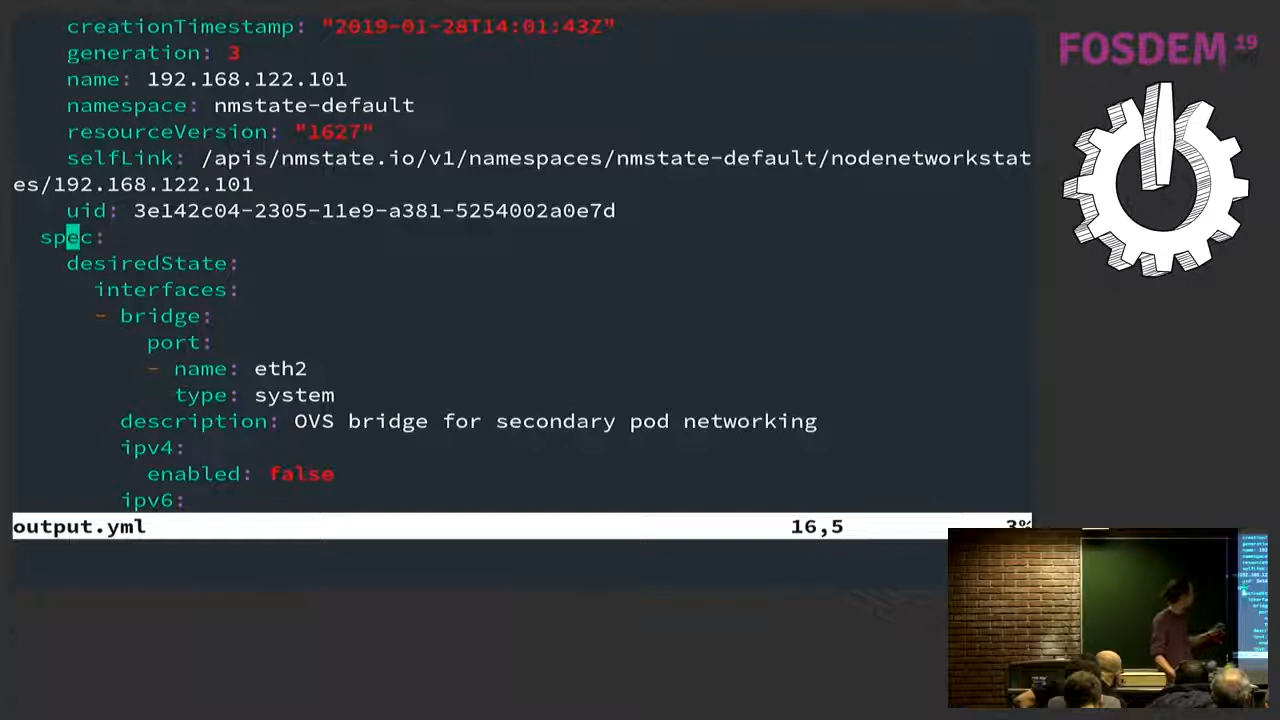 creationTimestamp: "2019-01-28T14:01:43Z"
generation: 3
name: 192.168.122.101
namespace: nmstate-default
resourceVersion: "1627"
selfLink: /apis/nmstate.io/v1/namespaces/nmstate-default/nodenetworkstat
es/192.168.122.101
uid: 3e142c04-2305-11e9-a381-5254002a0e7d
spec:
desiredState:
interfaces:
- bridge:
port:
- name: eth2
type: system
description: OVS bridge for secondary pod networking
ipv4:
enabled: false
ipv6:
output.yml 16,5 3%
FOSDEM 19